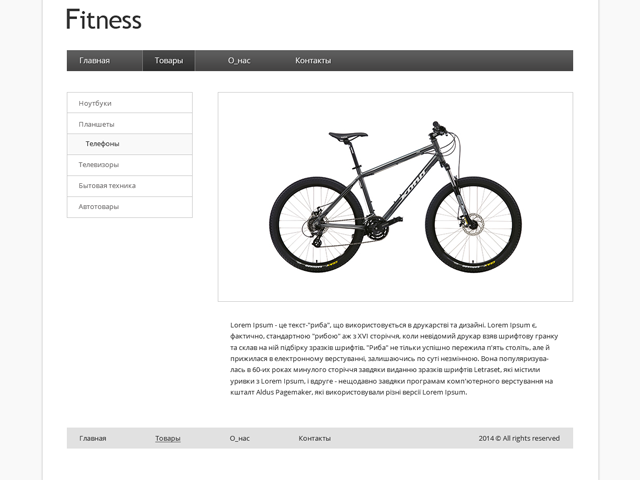 Fitness
Главная Товары О_нас Контакты
Ноутбуки
Планшеты
Телефоны
Телевизоры
Бытовая техника
Автотовары
Lorem Ipsum - це текст-"риба", що використовується в друкарстві та дизайні. Lorem Ipsum є,
фактично, стандартною "рибою" аж з XVI сторіччя, коли невідомий друкар взяв шрифтову гранку
та склав на ній підбірку зразків шрифтів. "Риба" не тільки успішно пережила п'ять століть, але й
прижилася в електронному верстуванні, залишаючись по суті незмінною. Вона популяризува-
лась в 60-их роках минулого сторіччя завдяки виданню зразків шрифтів Letraset, які містили
уривки з Lorem Ipsum, і вдруге - нещодавно завдяки програмам комп'ютерного верстування на
кшталт Aldus Pagemaker, які використовували різні версії Lorem Ipsum.
Главная Товары О_нас Контакты 2014 © All rights reserved